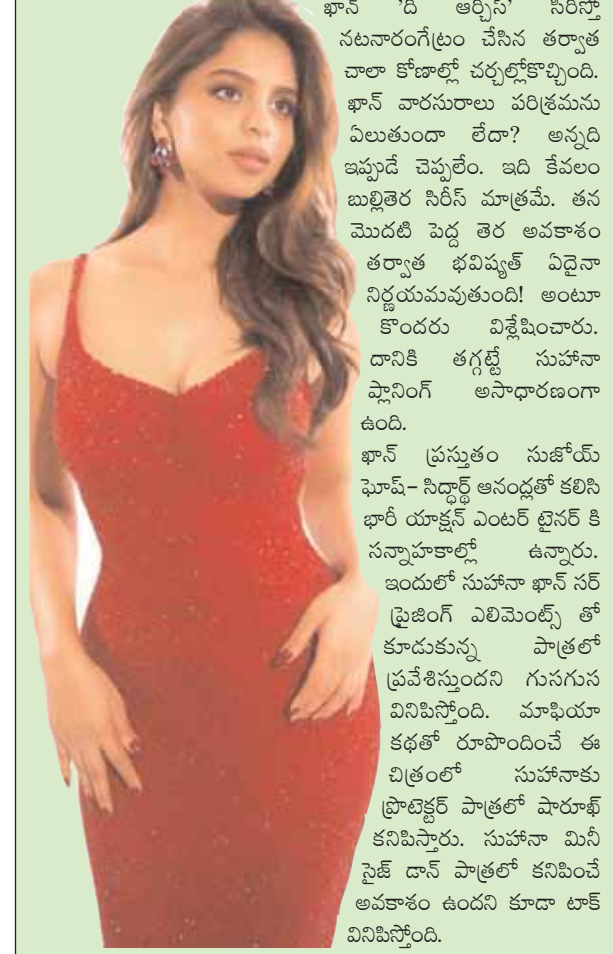 ఖాన్ 'ది ఆర్చీస్' సిరీస్తో
నటనారంగేట్రం చేసిన తర్వాత
చాలా కోణాల్లో చర్చల్లోకొచ్చింది.
ఖాన్ వారసురాలు పరిశ్రమను
ఏలుతుందా లేదా? అన్నది
ఇప్పుడే చెప్పలేం. ఇది కేవలం
బుల్లితెర సిరీస్ మాత్రమే. తన
మొదటి పెద్ద తెర అవకాశం
తర్వాత భవిష్యత్ ఏదైనా
నిర్ణయమవుతుంది! అంటూ
కొందరు విశ్లేషించారు.
దానికి తగ్గట్టే సుహానా
ప్లానింగ్ అసాధారణంగా
ఉంది.
ఖాన్ ప్రస్తుతం సుజోయ్
ఘోష్- సిద్ధార్థ్ ఆనంద్లతో కలిసి
భారీ యాక్షన్ ఎంటర్ టైనర్ కి
సన్నాహకాల్లో ఉన్నారు.
ఇందులో సుహానా ఖాన్ సర్
ప్రైజింగ్ ఎలిమెంట్స్ తో
కూడుకున్న పాత్రలో
ప్రవేశిస్తుందని గుసగుస
వినిపిస్తోంది. మాఫియా
కథతో రూపొందించే ఈ
చిత్రంలో సుహానాకు
ప్రొటెక్టర్ పాత్రలో షారూఖ్
కనిపిస్తారు. సుహానా మినీ
సైజ్ డాన్ పాత్రలో కనిపించే
అవకాశం ఉందని కూడా టాక్
వినిపిస్తోంది.